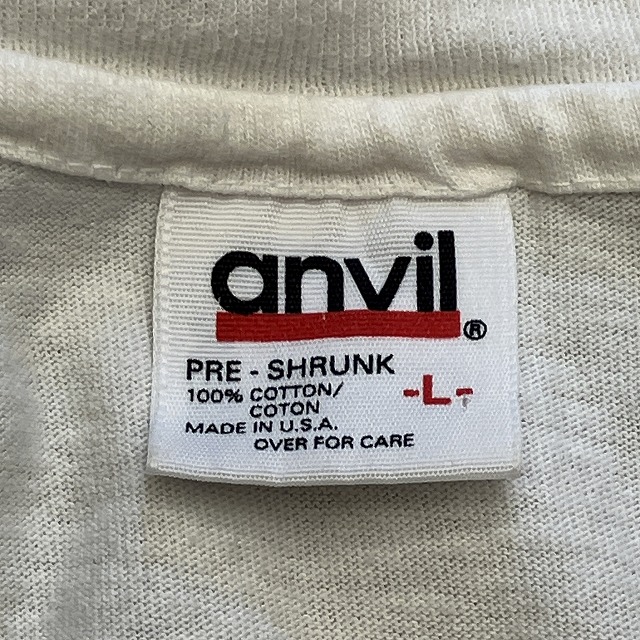 anvil®
PRE - SHRUNK
100% COTTON/
COTON
-L-
MADE IN U.S.A.
OVER FOR CARE